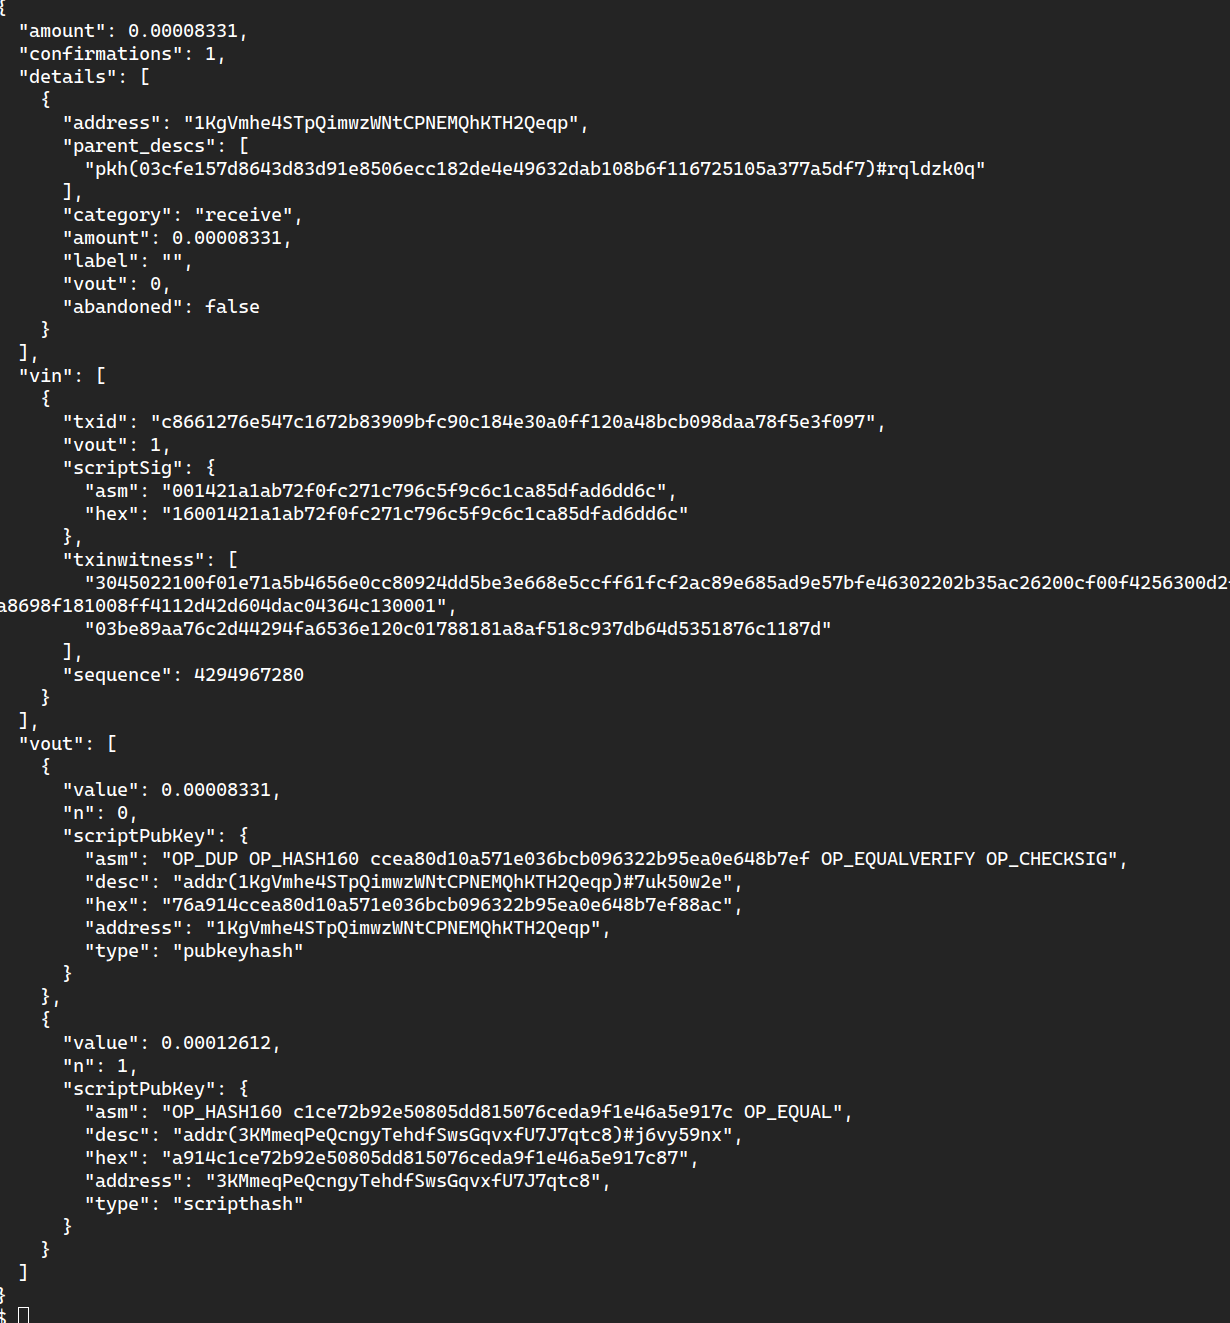 {
"amount": 0.00008331,
"confirmations": 1,
"details": [
{
"address": "1KgVmhe4STpQimwzWNtCPNEMQhKTH2Qeqp",
"parent_descs": [
"pkh(03cfe157d8643d83d91e8506ecc182de4e49632dab108b6f116725105a377a5df7)#rqldzk0q"
],
"category": "receive",
"amount": 0.00008331,
"label": "",
"vout": 0,
"abandoned": false
}
],
"vin": [
{
"txid": "c8661276e547c1672b83909bfc90c184e30a0ff120a48bcb098daa78f5e3f097",
"vout": 1,
"scriptSig": {
"asm": "001421a1ab72f0fc271c796c5f9c6c1ca85dfad6dd6c",
"hex": "16001421a1ab72f0fc271c796c5f9c6c1ca85dfad6dd6c"
},
"txinwitness": [
"3045022100f01e71a5b4656e0cc80924dd5be3e668e5ccff61fcf2ac89e685ad9e57bfe46302202b35ac26200cf00f4256300d2
a8698f181008ff4112d42d604dac04364c130001",
"03be89aa76c2d44294fa6536e120c01788181a8af518c937db64d5351876c1187d"
],
"sequence": 4294967280
}
],
"vout": [
{
"value": 0.00008331,
"n": 0,
"scriptPubKey": {
"asm": "OP_DUP OP_HASH160 ccea80d10a571e036bcb096322b95ea0e648b7ef OP_EQUALVERIFY OP_CHECKSIG",
"desc": "addr(1KgVmhe4STpQimwzWNtCPNEMQhKTH2Qeqp)#7uk50w2e",
"hex": "76a914ccea80d10a571e036bcb096322b95ea0e648b7ef88ac",
"address": "1KgVmhe4STpQimwzWNtCPNEMQhKTH2Qeqp",
"type": "pubkeyhash"
}
},
{
"value": 0.00012612,
"n": 1,
"scriptPubKey": {
"asm": "OP_HASH160 c1ce72b92e50805dd815076ceda9f1e46a5e917c OP_EQUAL",
"desc": "addr(3KMmeqPeQcngyTehdfSwsGqvxfU7J7qtc8)#j6vy59nx",
"hex": "a914c1ce72b92e50805dd815076ceda9f1e46a5e917c87",
"address": "3KMmeqPeQcngyTehdfSwsGqvxfU7J7qtc8",
"type": "scripthash"
}
}
]
}
$